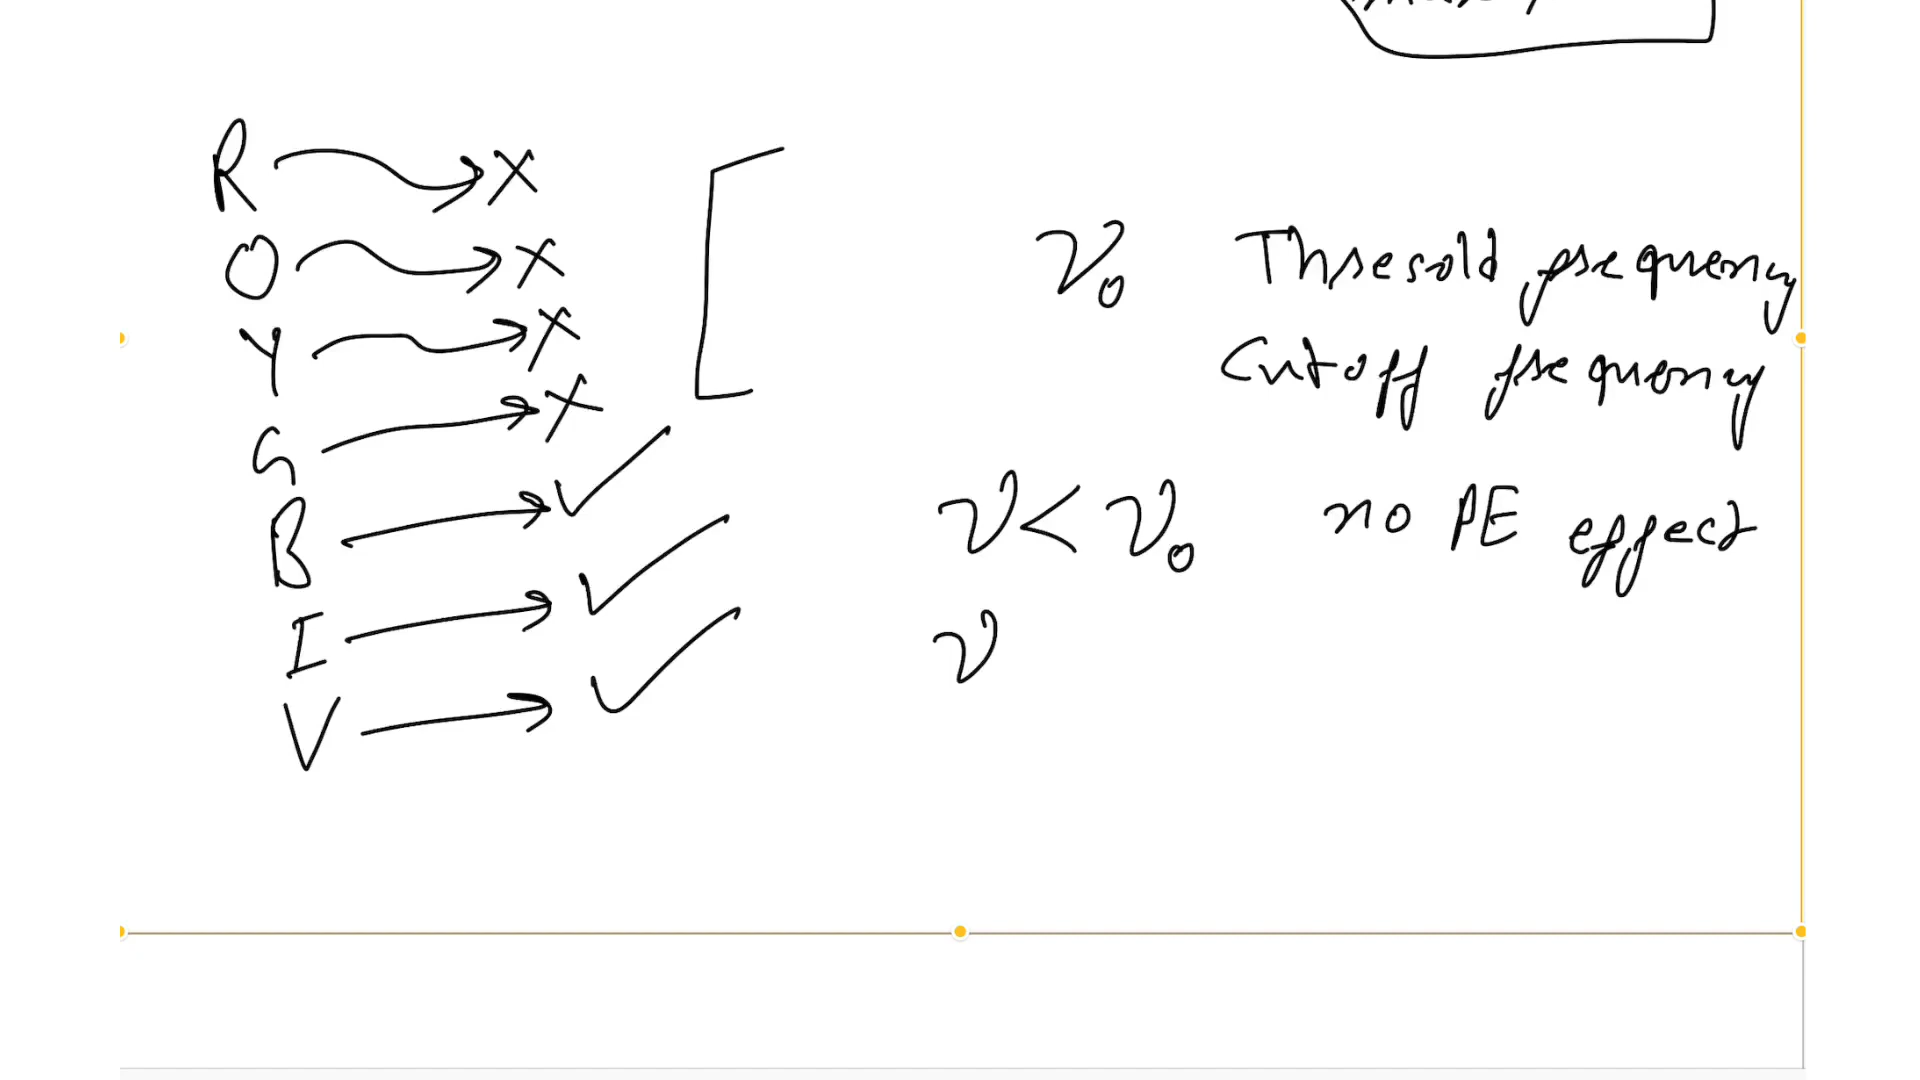 R → ×
O → ×
Y → ×
G → ×
B → ✓
I → ✓
V → ✓
ν₀ Thresold frequency
Cutoff frequency
ν < ν₀ no PE effect
ν